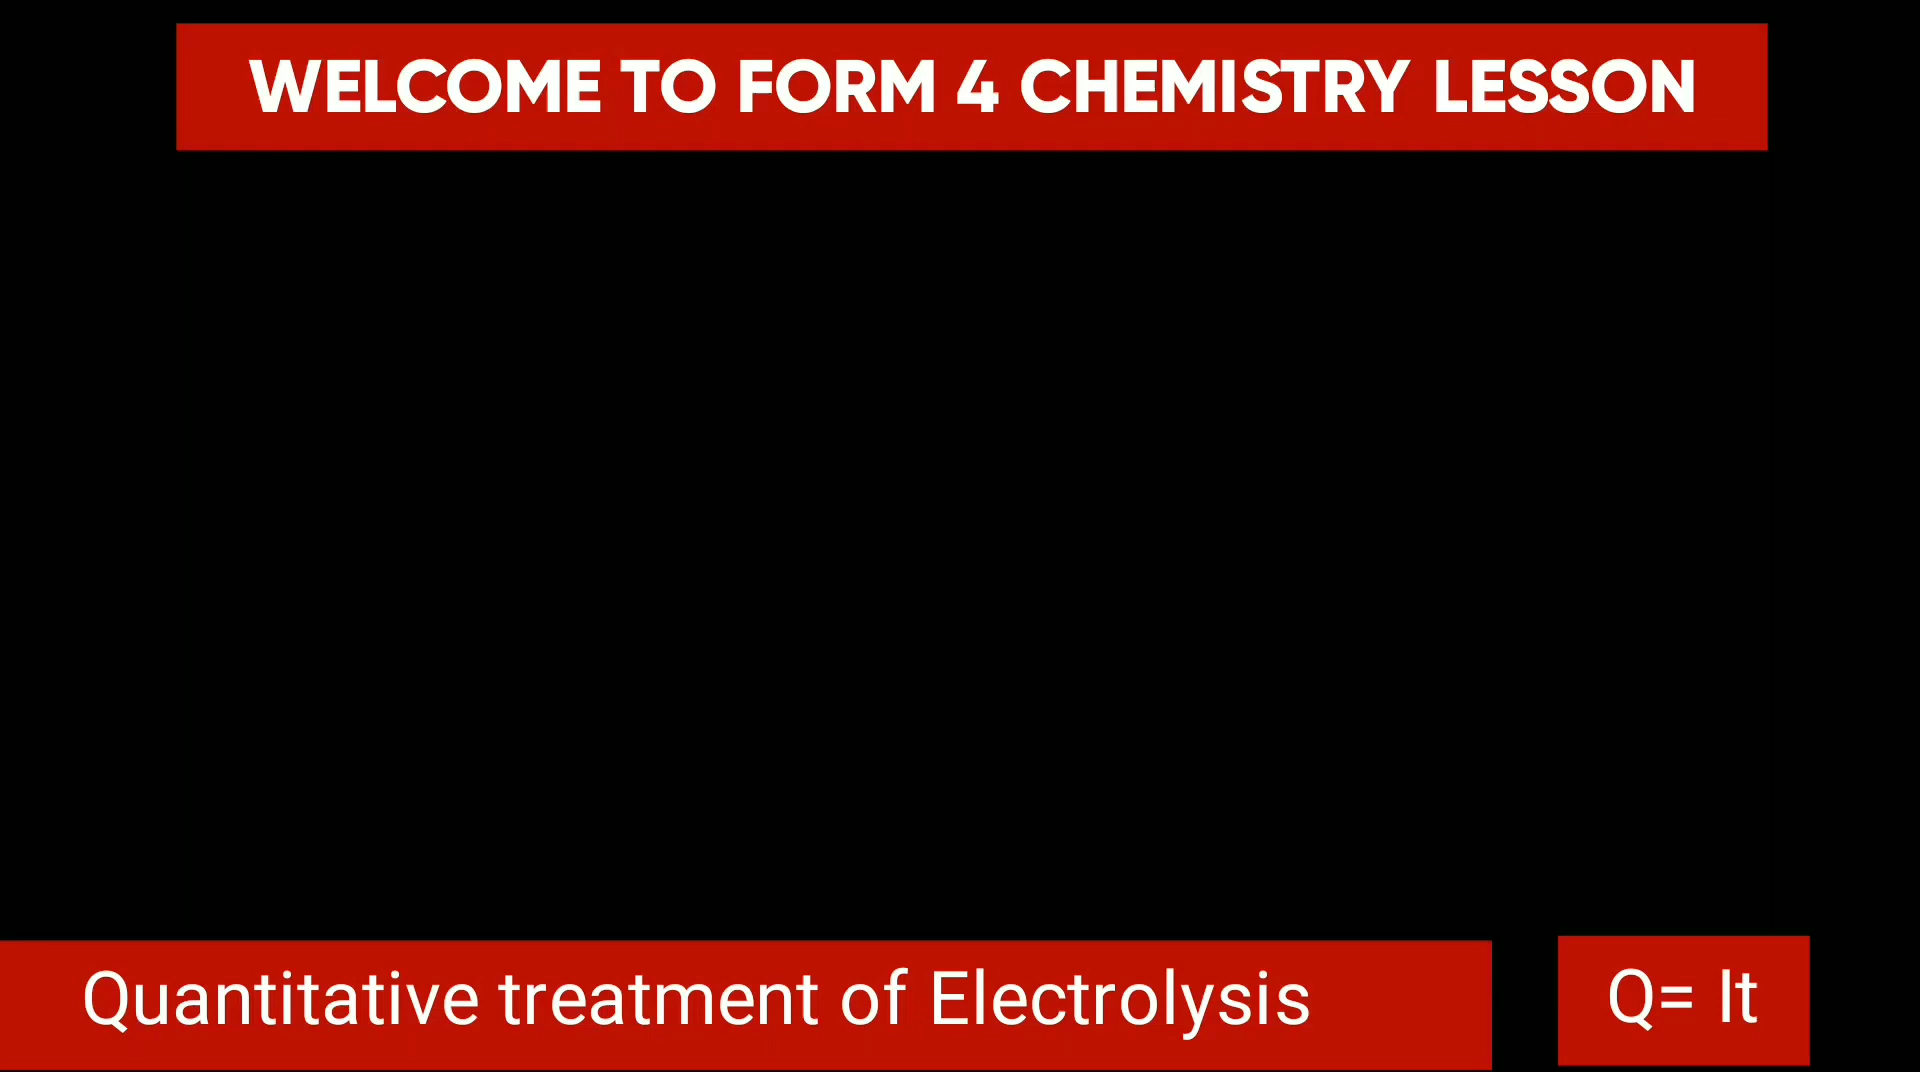 WELCOME TO FORM 4 CHEMISTRY LESSON
Quantitative treatment of Electrolysis
Q= It